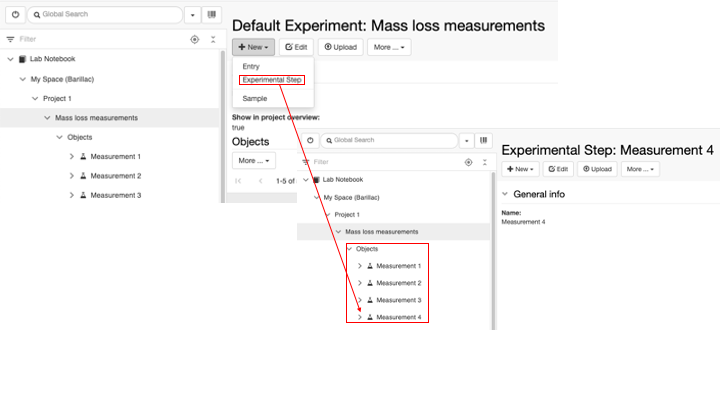 Global Search
Filter
Lab Notebook
My Space (Barillac)
Project 1
Mass loss measurements
Objects
Measurement 1
Measurement 2
Measurement 3
Default Experiment: Mass loss measurements
+ New
Edit
Upload
More ...
Entry
Experimental Step
Sample
Show in project overview:
true
Objects
More ...
1-5 of
Global Search
Filter
Lab Notebook
My Space (Barillac)
Project 1
Mass loss measurements
Objects
Measurement 1
Measurement 2
Measurement 3
Measurement 4
Experimental Step: Measurement 4
+ New
Edit
Upload
More ...
General info
Name:
Measurement 4